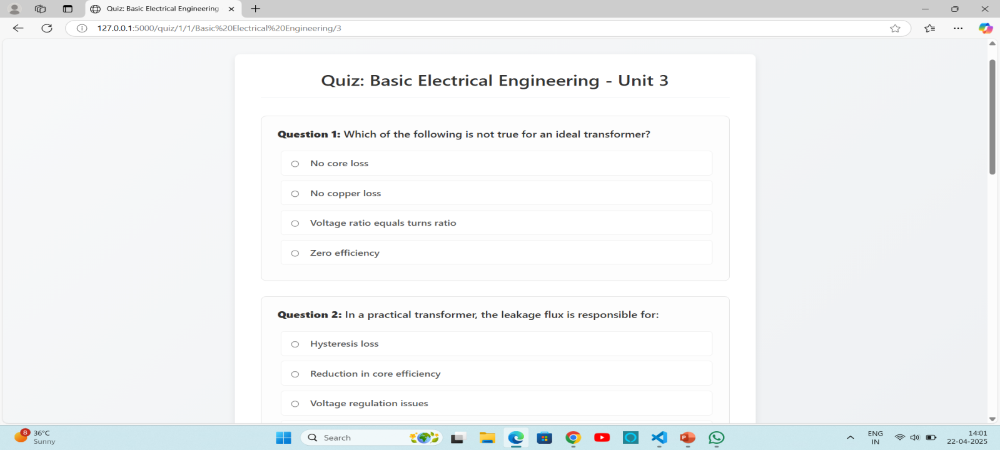 Quiz: Basic Electrical Engineering
127.0.0.1:5000/quiz/1/1/Basic%20Electrical%20Engineering/3
Quiz: Basic Electrical Engineering - Unit 3
Question 1: Which of the following is not true for an ideal transformer?
No core loss
No copper loss
Voltage ratio equals turns ratio
Zero efficiency
Question 2: In a practical transformer, the leakage flux is responsible for:
Hysteresis loss
Reduction in core efficiency
Voltage regulation issues
8
36°C
Sunny
Search
P
ENG
IN
14:01
22-04-2025